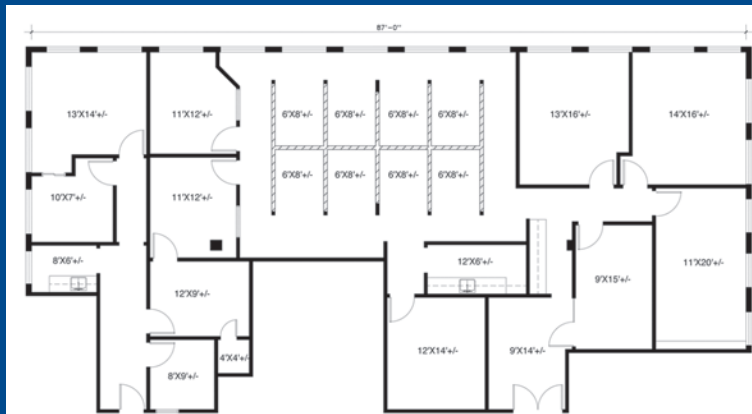 87'-0"
13'X14'+/-
11'X12'+/-
6'X8'+/-
6'X8'+/-
6'X8'+/-
6'X8'+/-
13'X16'+/-
14'X16'+/-
6'X8'+/-
6'X8'+/-
6'X8'+/-
6'X8'+/-
10'X7'+/-
11'X12'+/-
8'X6'+/-
12'X6'+/-
11'X20'+/-
9'X15'+/-
12'X9'+/-
4'X4'+/-
12'X14'+/-
9'X14'+/-
8'X9'+/-